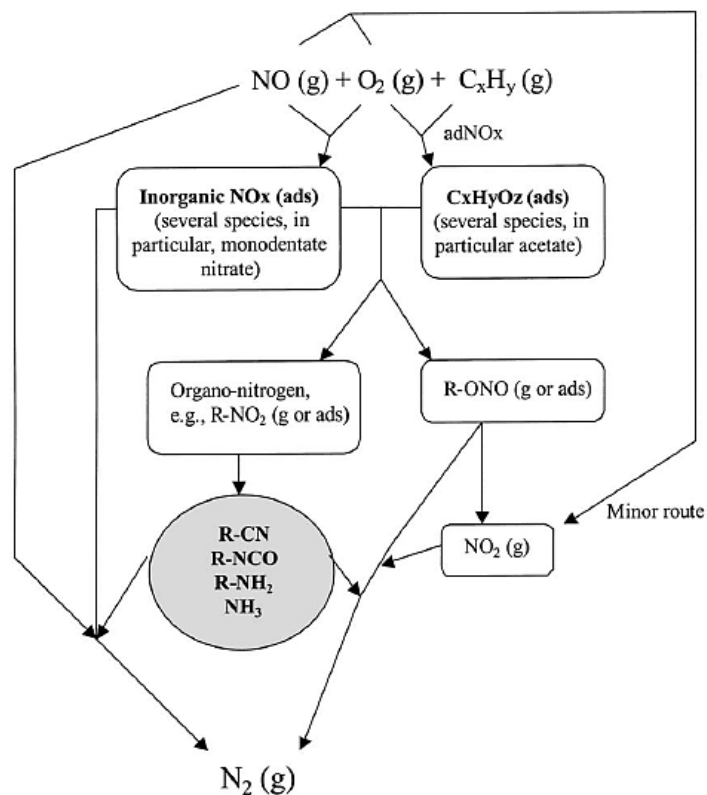 NO (g) + O₂ (g) + CₓHᵧ (g)
adNOx
Inorganic NOx (ads)
(several species, in
particular, monodentate
nitrate)
CxHyOz (ads)
(several species, in
particular acetate)
Organo-nitrogen,
e.g., R-NO₂ (g or ads)
R-ONO (g or ads)
Minor route
NO₂ (g)
R-CN
R-NCO
R-NH₂
NH₃
N₂ (g)